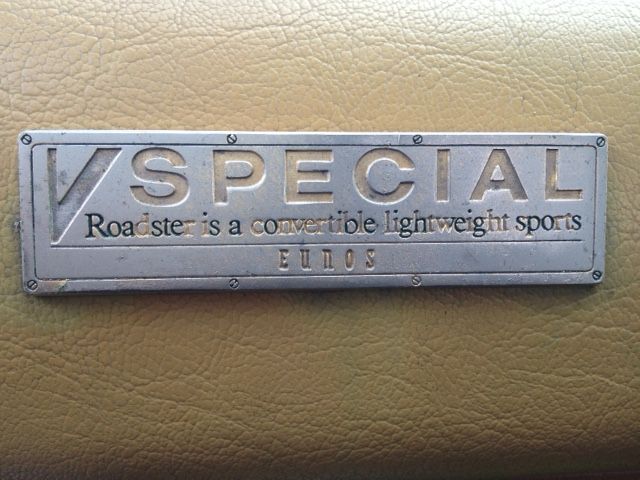 V SPECIAL
Roadster is a convertible lightweight sports
EUNOS